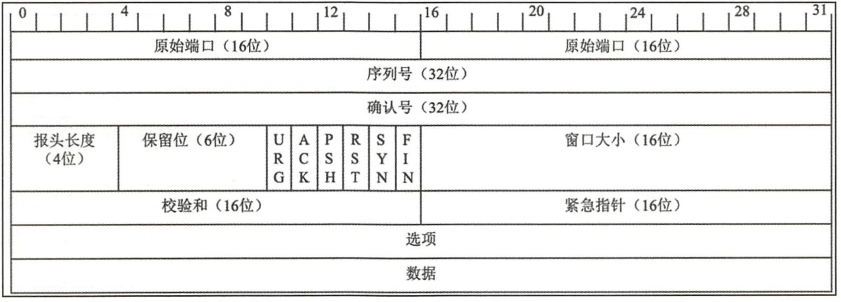 0 4 8 12 16 20 24 28 31
原始端口（16位） 原始端口（16位）
序列号（32位）
确认号（32位）
报头长度（4位） 保留位（6位） URG ACK PSH RST SYN FIN 窗口大小（16位）
校验和（16位） 紧急指针（16位）
选项
数据